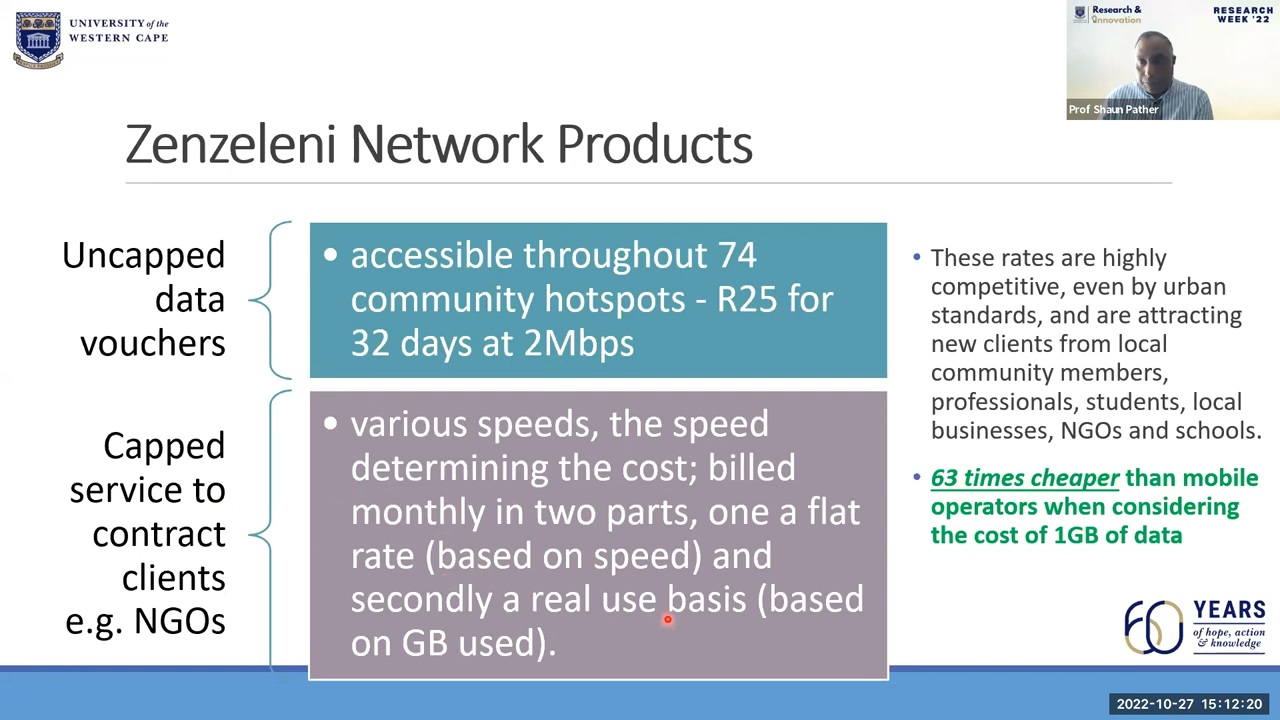 UNIVERSITY of the
WESTERN CAPE
Research &
Innovation
RESEARCH
WEEK '22
Prof Shaun Pather
Zenzeleni Network Products
Uncapped
data
vouchers
• accessible throughout 74
community hotspots - R25 for
32 days at 2Mbps
Capped
service to
contract
clients
e.g. NGOs
• various speeds, the speed
determining the cost; billed
monthly in two parts, one a flat
rate (based on speed) and
secondly a real use basis (based
on GB used).
• These rates are highly
competitive, even by urban
standards, and are attracting
new clients from local
community members,
professionals, students, local
businesses, NGOs and schools.
• 63 times cheaper than mobile
operators when considering
the cost of 1GB of data
60 YEARS
of hope, action
& knowledge
2022-10-27 15:12:20